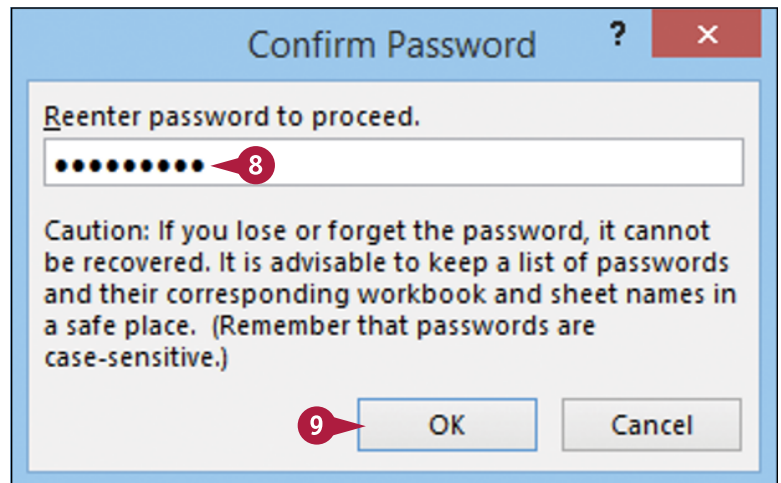 Confirm Password ? ×
Reenter password to proceed.
●●●●●●●●● 8
Caution: If you lose or forget the password, it cannot
be recovered. It is advisable to keep a list of passwords
and their corresponding workbook and sheet names in
a safe place.  (Remember that passwords are
case-sensitive.)
9 OK Cancel